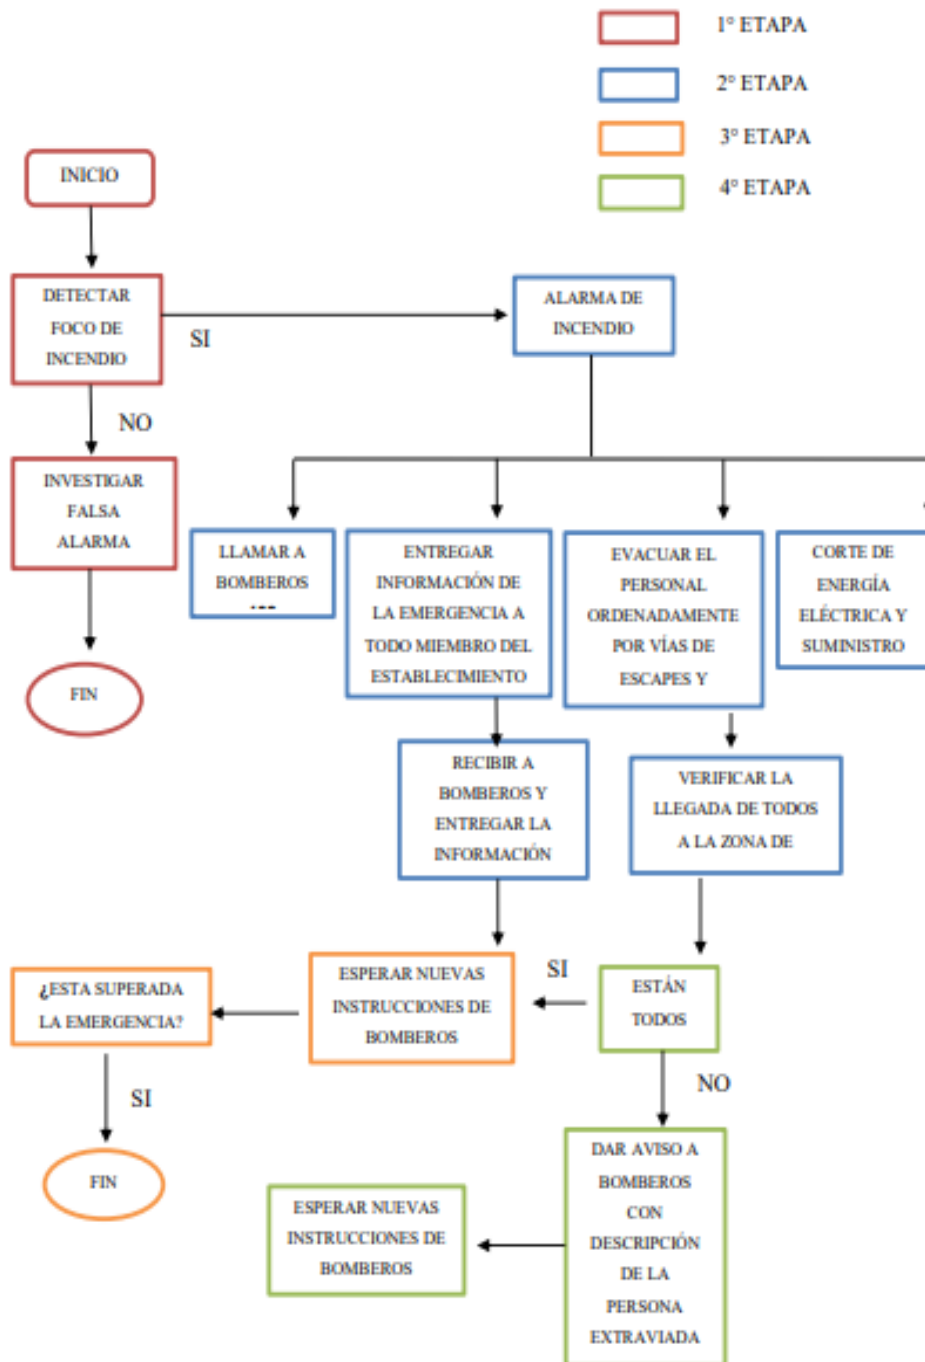 1° ETAPA
2° ETAPA
3° ETAPA
4° ETAPA
INICIO
DETECTAR
FOCO DE
INCENDIO
SI
ALARMA DE
INCENDIO
NO
INVESTIGAR
FALSA
ALARMA
FIN
LLAMAR A
BOMBEROS
---
ENTREGAR
INFORMACIÓN DE
LA EMERGENCIA A
TODO MIEMBRO DEL
ESTABLECIMIENTO
EVACUAR EL
PERSONAL
ORDENADAMENTE
POR VÍAS DE
ESCAPES Y
CORTE DE
ENERGÍA
ELÉCTRICA Y
SUMINISTRO
RECIBIR A
BOMBEROS Y
ENTREGAR LA
INFORMACIÓN
VERIFICAR LA
LLEGADA DE TODOS
A LA ZONA DE
ESTÁN
TODOS
SI
ESPERAR NUEVAS
INSTRUCCIONES DE
BOMBEROS
¿ESTA SUPERADA
LA EMERGENCIA?
SI
FIN
NO
DAR AVISO A
BOMBEROS
CON
DESCRIPCIÓN
DE LA
PERSONA
EXTRAVIADA
ESPERAR NUEVAS
INSTRUCCIONES DE
BOMBEROS